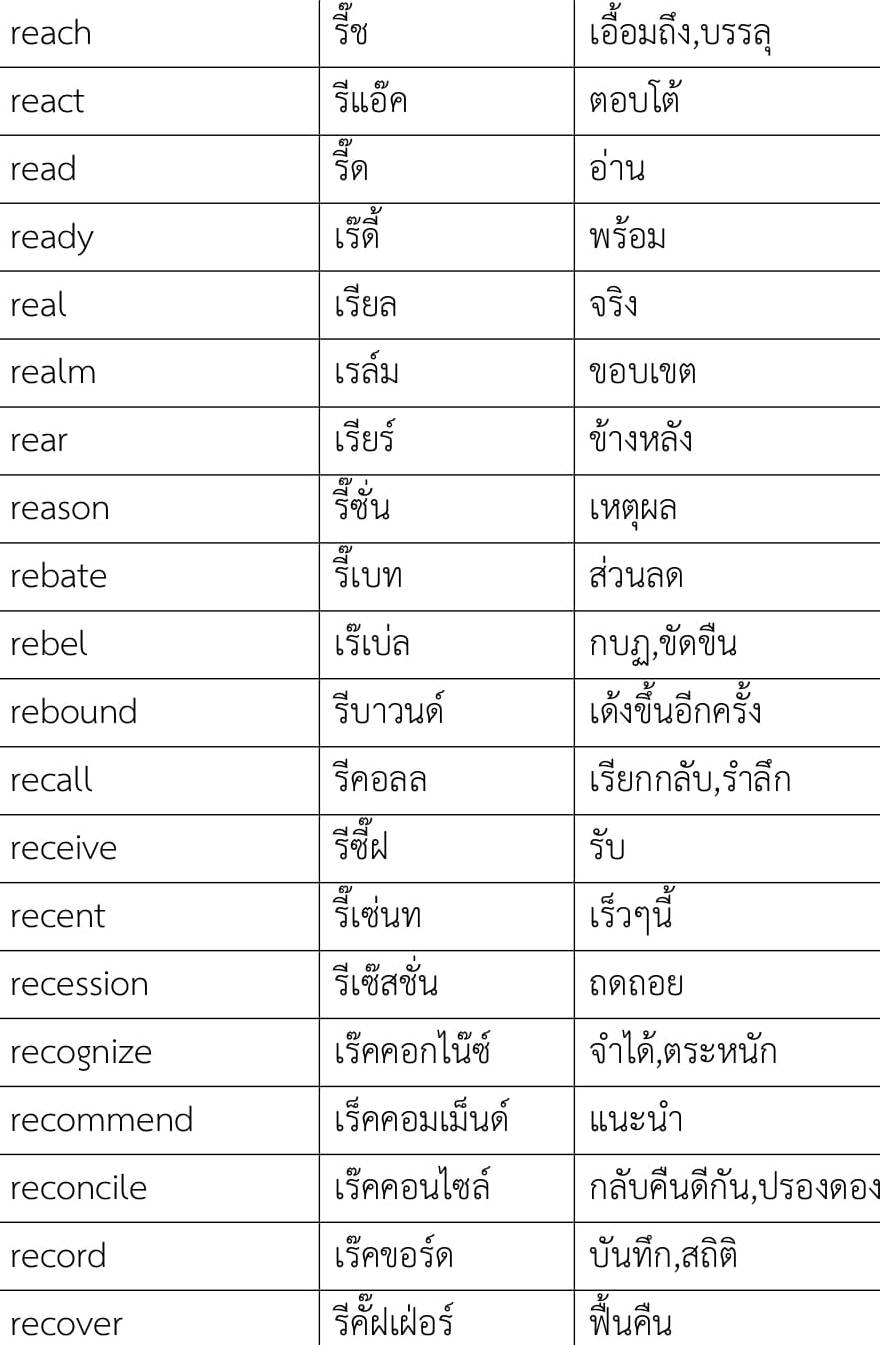 reach รี๊ช เอื้อมถึง,บรรลุ
react รีแอ๊ค ตอบโต้
read รี๊ด อ่าน
ready เร๊ดี้ พร้อม
real เรียล จริง
realm เรล์ม ขอบเขต
rear เรียร์ ข้างหลัง
reason รี๊ซั่น เหตุผล
rebate รี๊เบท ส่วนลด
rebel เร๊เบ่ล กบฏ,ขัดขืน
rebound รีบาวนด์ เด้งขึ้นอีกครั้ง
recall รีคอลล เรียกกลับ,รำลึก
receive รีซี๊ฝ รับ
recent รี๊เซ่นท เร็วๆนี้
recession รีเซ๊สชั่น ถดถอย
recognize เร๊คคอกไน๊ซ์ จำได้,ตระหนัก
recommend เร็คคอมเม็นด์ แนะนำ
reconcile เร๊คคอนไซล์ กลับคืนดีกัน,ปรองดอง
record เร๊คขอร์ด บันทึก,สถิติ
recover รีคั๊ฝเฝ่อร์ ฟื้นคืน